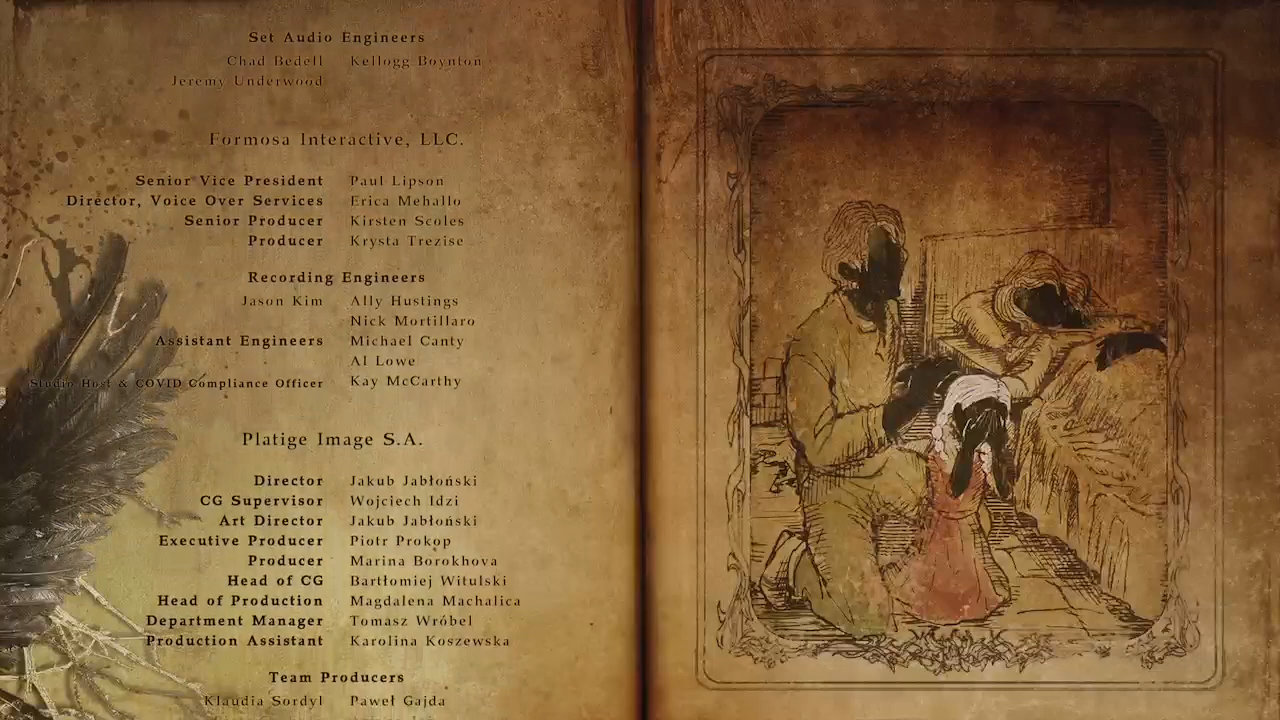 Set Audio Engineers
Chad Bedell Kellogg Boynton
Jeremy Underwood
Formosa Interactive, LLC.
Senior Vice President Paul Lipson
Director, Voice Over Services Erica Mehallo
Senior Producer Kirsten Scoles
Producer Krysta Trezise
Recording Engineers
Jason Kim Ally Hustings
Nick Mortillaro
Assistant Engineers Michael Canty
Al Lowe
Studio Host & COVID Compliance Officer Kay McCarthy
Platige Image S.A.
Director Jakub Jabłoński
CG Supervisor Wojciech Idzi
Art Director Jakub Jabłoński
Executive Producer Piotr Prokop
Producer Marina Borokhova
Head of CG Bartłomiej Witulski
Head of Production Magdalena Machalica
Department Manager Tomasz Wróbel
Production Assistant Karolina Koszewska
Team Producers
Klaudia Sordyl Paweł Gajda